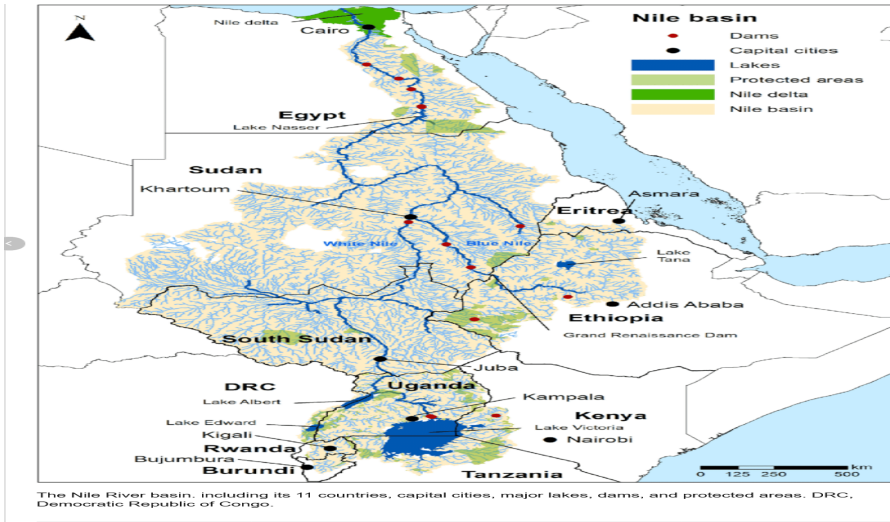 Nile delta
Cairo
N
Nile basin
Dams
Capital cities
Lakes
Protected areas
Nile delta
Nile basin
Egypt
Lake Nasser
Sudan
Khartoum
Asmara
Eritrea
White Nile
Blue Nile
Lake
Tana
Addis Ababa
Ethiopia
Grand Renaissance Dam
South Sudan
Juba
DRC
Uganda
Lake Albert
Kampala
Lake Edward
Kenya
Lake Victoria
Kigali
Nairobi
Rwanda
Bujumbura
Burundi
Tanzania
km
0 125 250 500
The Nile River basin. including its 11 countries, capital cities, major lakes, dams, and protected areas. DRC,
Democratic Republic of Congo.